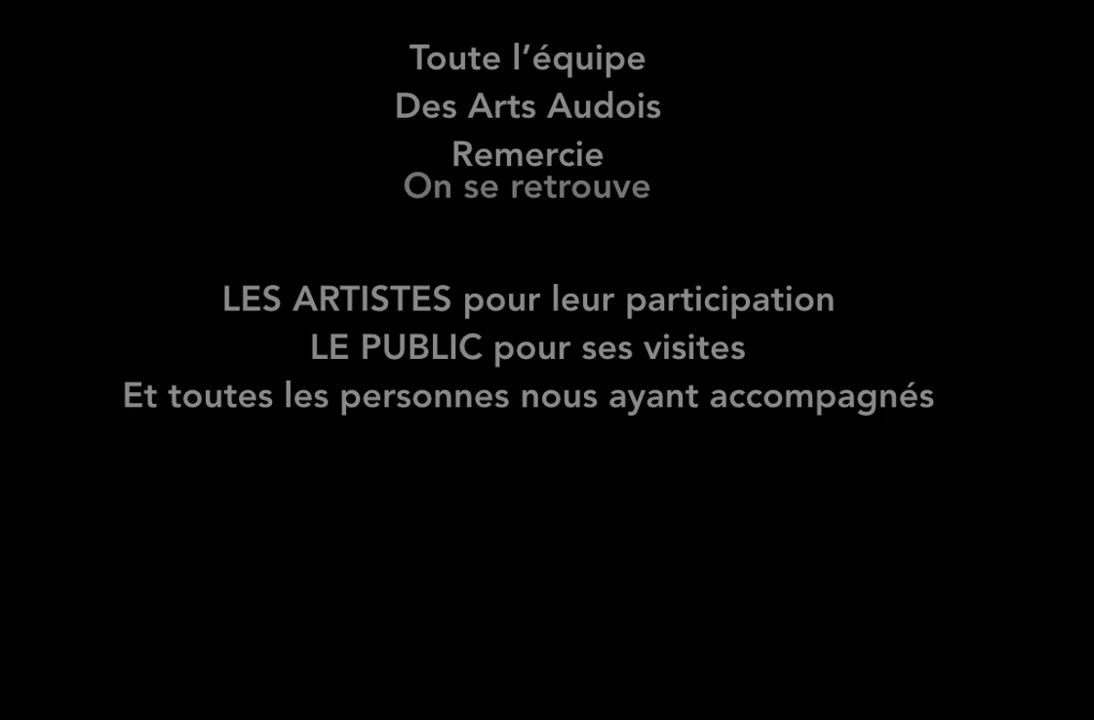 Toute l’équipe
Des Arts Audois
Remercie
On se retrouve
LES ARTISTES pour leur participation
LE PUBLIC pour ses visites
Et toutes les personnes nous ayant accompagnés